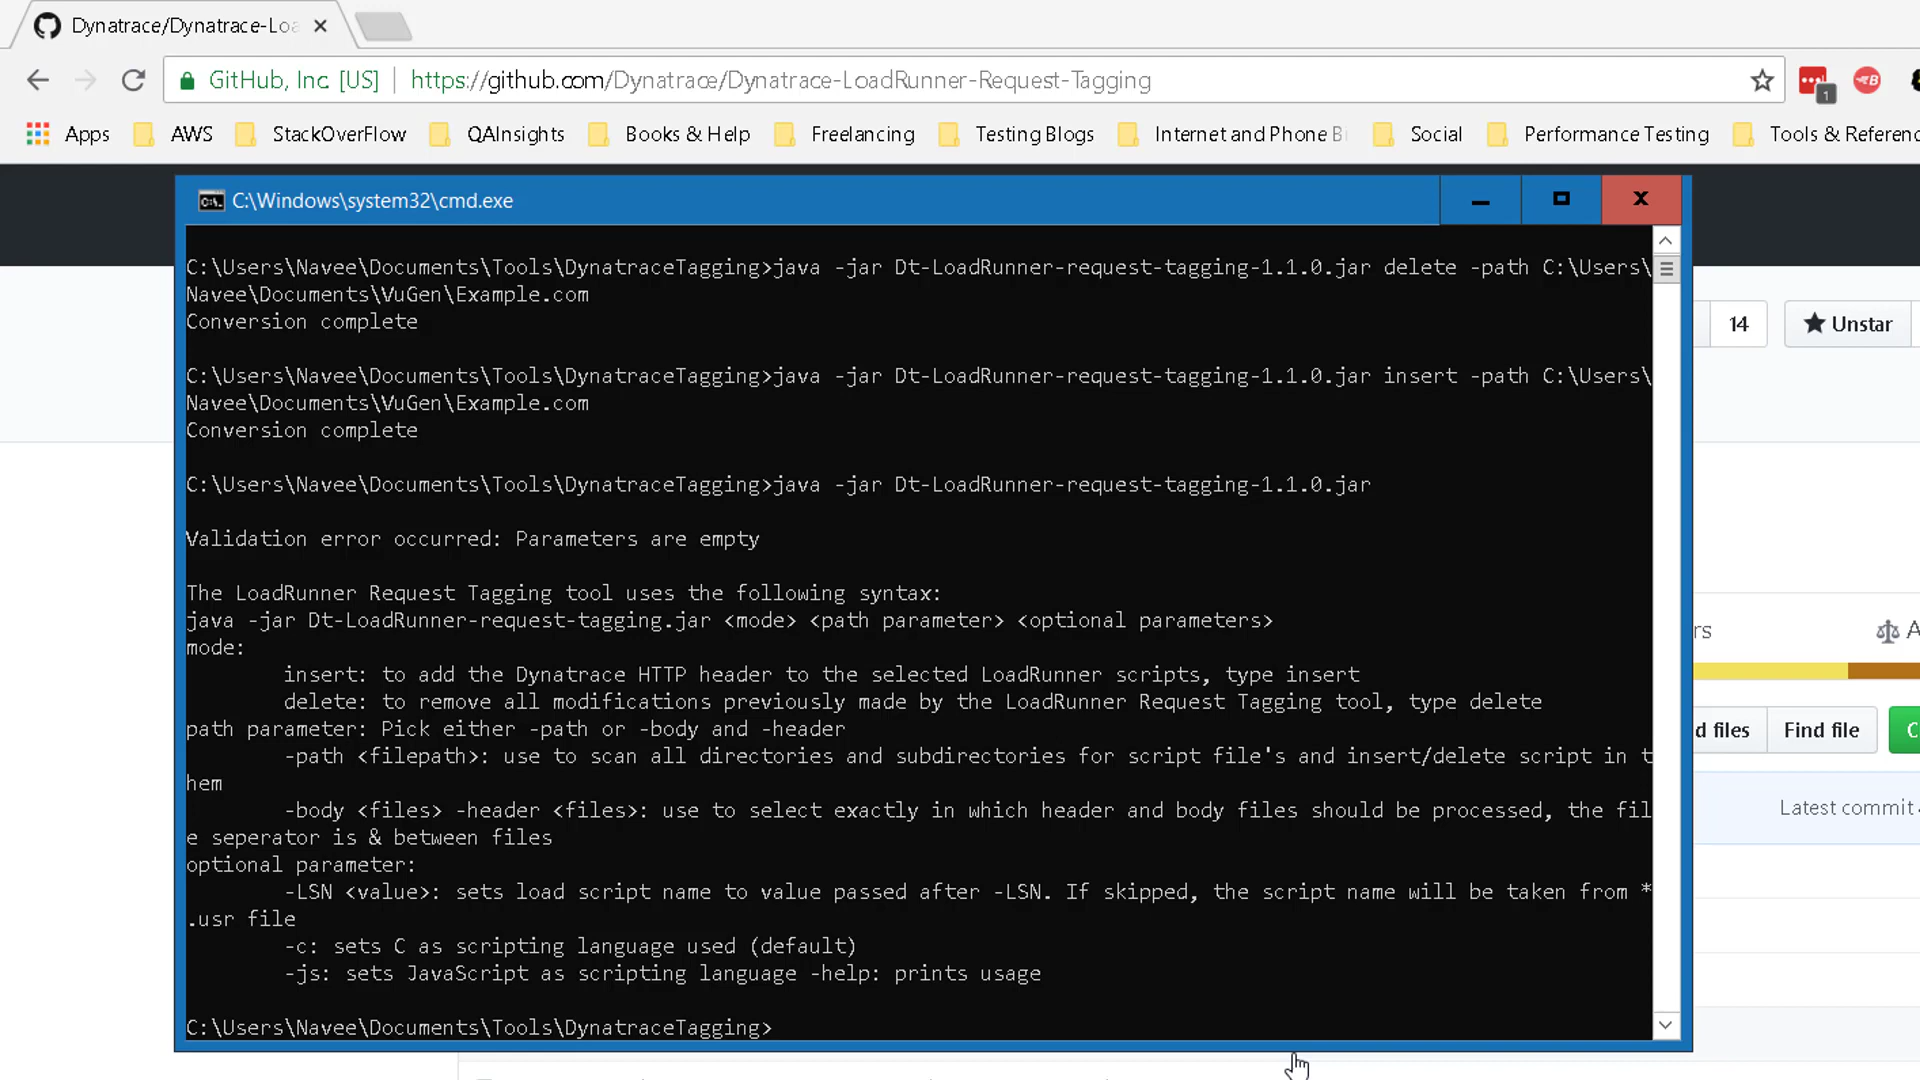 Dynatrace/Dynatrace-Loa
GitHub, Inc. [US]
https://github.com/Dynatrace/Dynatrace-LoadRunner-Request-Tagging
1
Apps AWS StackOverFlow QAInsights Books & Help Freelancing Testing Blogs Internet and Phone Bi Social Performance Testing Tools & Referenc
C:\Windows\system32\cmd.exe
C:\Users\Navee\Documents\Tools\DynatraceTagging>java -jar Dt-LoadRunner-request-tagging-1.1.0.jar delete -path C:\Users\
Navee\Documents\VuGen\Example.com
Conversion complete
C:\Users\Navee\Documents\Tools\DynatraceTagging>java -jar Dt-LoadRunner-request-tagging-1.1.0.jar insert -path C:\Users\
Navee\Documents\VuGen\Example.com
Conversion complete
C:\Users\Navee\Documents\Tools\DynatraceTagging>java -jar Dt-LoadRunner-request-tagging-1.1.0.jar
Validation error occurred: Parameters are empty
The LoadRunner Request Tagging tool uses the following syntax:
java -jar Dt-LoadRunner-request-tagging.jar <mode> <path parameter> <optional parameters>
mode:
insert: to add the Dynatrace HTTP header to the selected LoadRunner scripts, type insert
delete: to remove all modifications previously made by the LoadRunner Request Tagging tool, type delete
path parameter: Pick either -path or -body and -header
-path <filepath>: use to scan all directories and subdirectories for script file's and insert/delete script in t
hem
-body <files> -header <files>: use to select exactly in which header and body files should be processed, the fil
e seperator is & between files
optional parameter:
-LSN <value>: sets load script name to value passed after -LSN. If skipped, the script name will be taken from *
.usr file
-c: sets C as scripting language used (default)
-js: sets JavaScript as scripting language -help: prints usage
C:\Users\Navee\Documents\Tools\DynatraceTagging>
14
Unstar
rs
A
d files
Find file
C
Latest commit